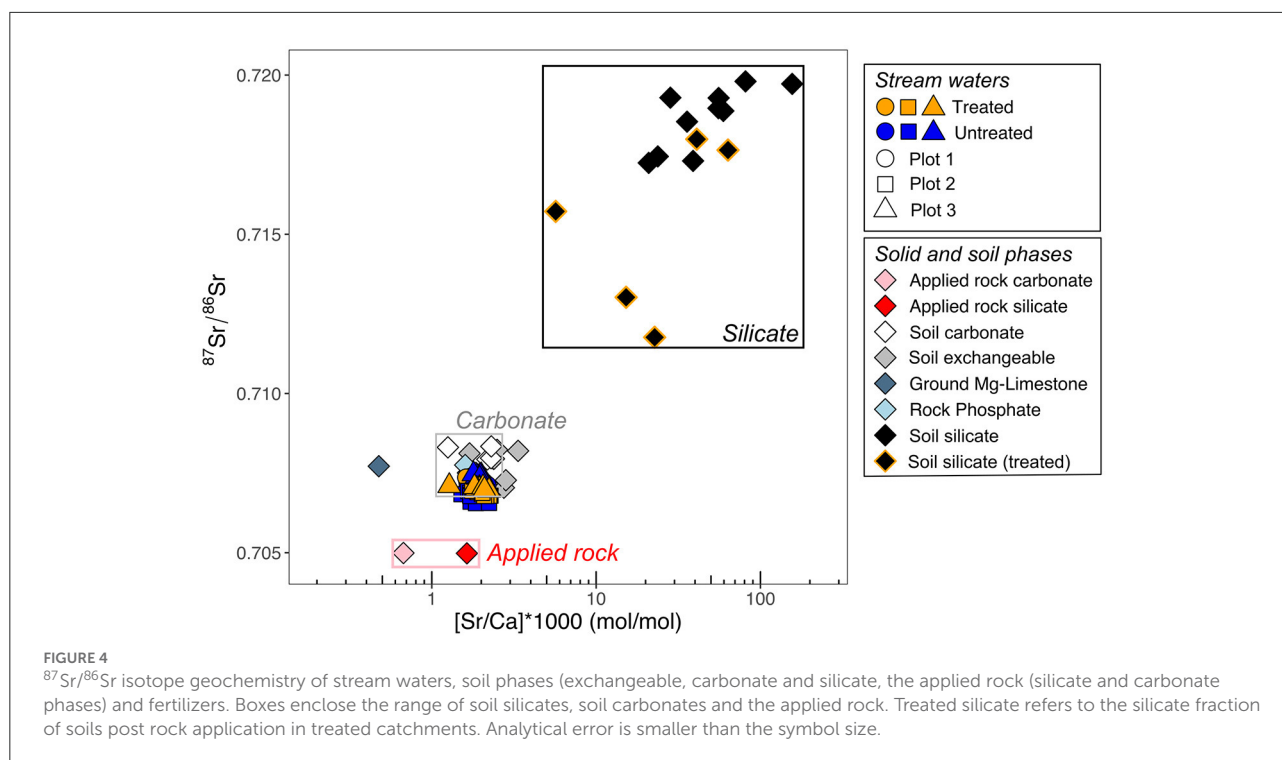 0.720
0.715
0.710
0.705
87Sr/86Sr
Silicate
Carbonate
Applied rock
1
10
100
[Sr/Ca]*1000 (mol/mol)
Stream waters
Treated
Untreated
Plot 1
Plot 2
Plot 3
Solid and soil phases
Applied rock carbonate
Applied rock silicate
Soil carbonate
Soil exchangeable
Ground Mg-Limestone
Rock Phosphate
Soil silicate
Soil silicate (treated)
FIGURE 4
87Sr/86Sr isotope geochemistry of stream waters, soil phases (exchangeable, carbonate and silicate, the applied rock (silicate and carbonate
phases) and fertilizers. Boxes enclose the range of soil silicates, soil carbonates and the applied rock. Treated silicate refers to the silicate fraction
of soils post rock application in treated catchments. Analytical error is smaller than the symbol size.